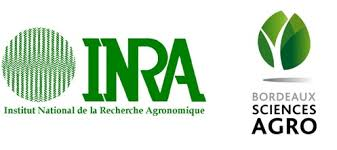 INRA
Institut National de la Recherche Agronomique
BORDEAUX
SCIENCES
AGRO